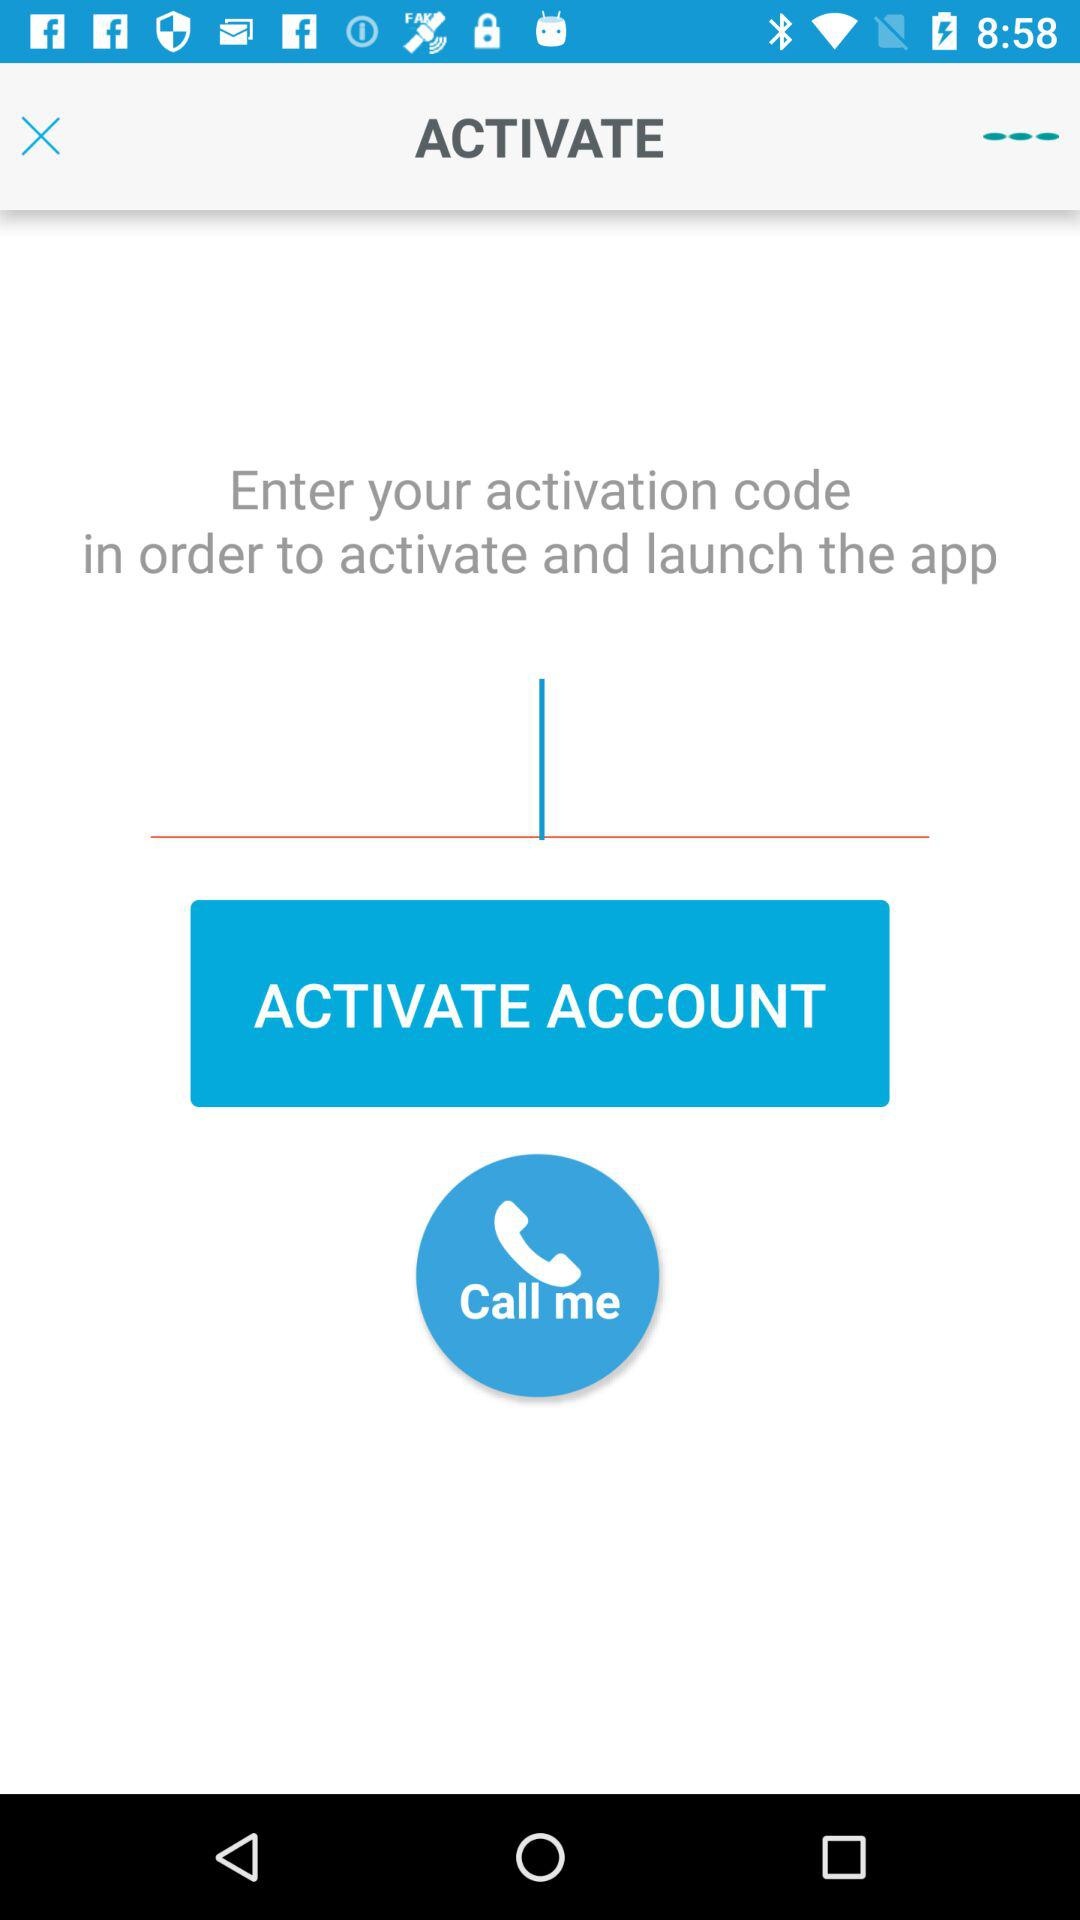 FAKE 8:58
ACTIVATE
Enter your activation code
in order to activate and launch the app
ACTIVATE ACCOUNT
Call me